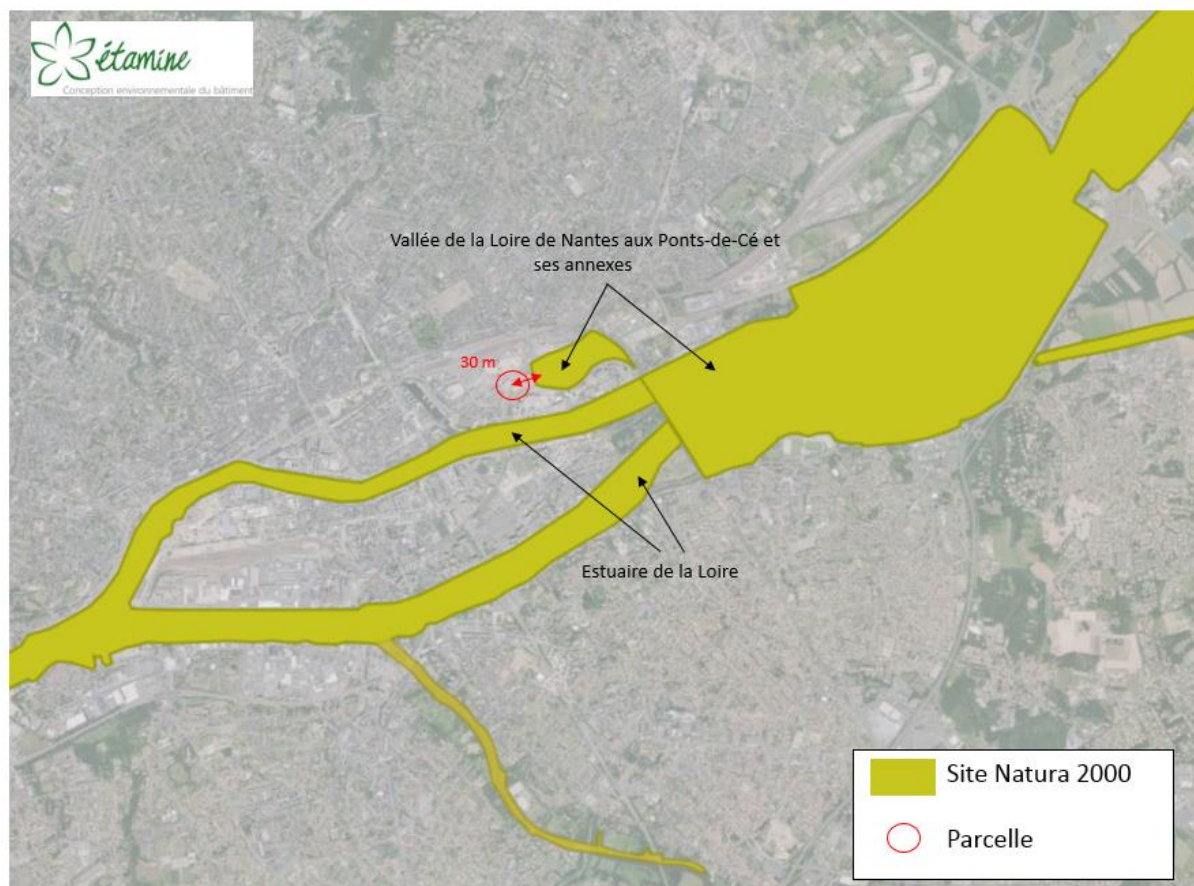 étamine
Conception environnementale du bâtiment
Vallée de la Loire de Nantes aux Ponts-de-Cé et
ses annexes
30 m
Estuaire de la Loire
Site Natura 2000
Parcelle